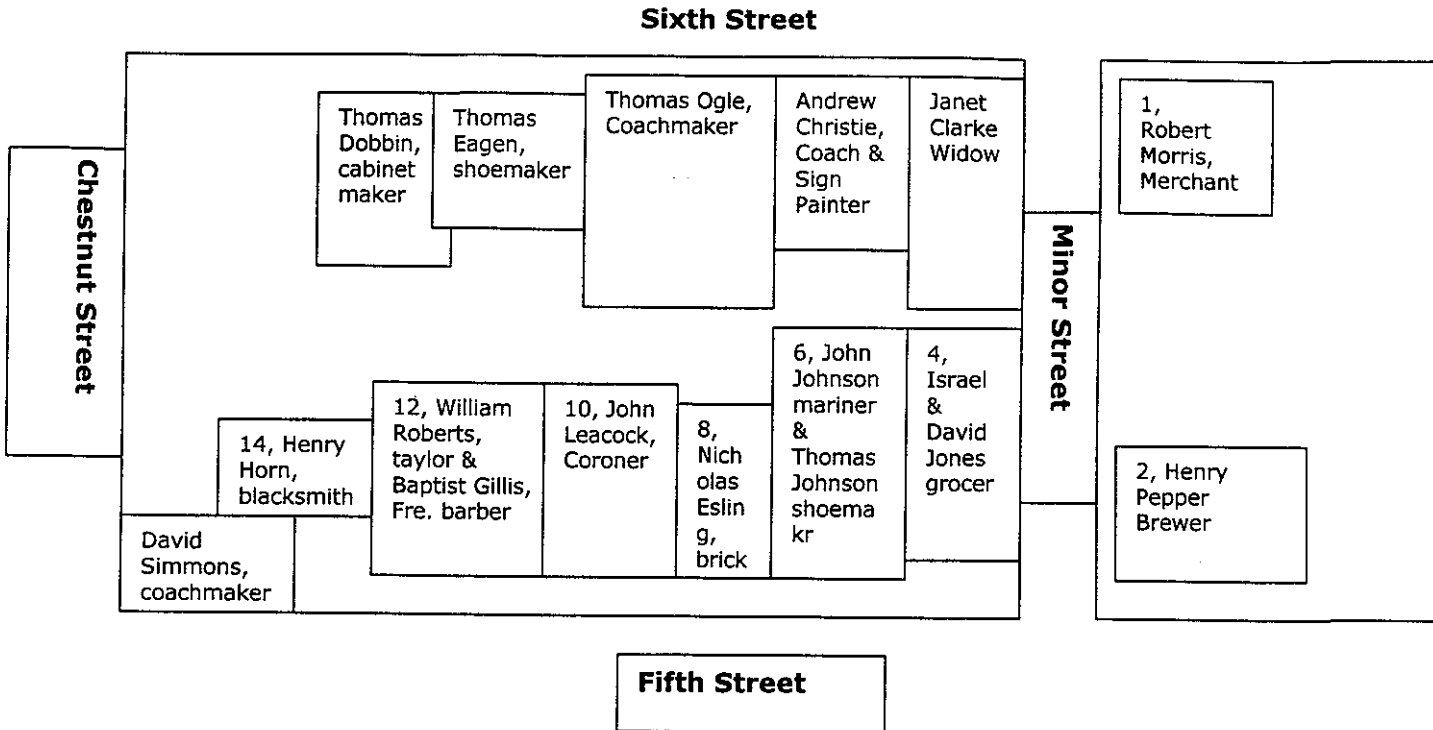 Sixth Street
Chestnut Street
Thomas
Dobbin,
cabinet
maker
Thomas
Eagen,
shoemaker
Thomas Ogle,
Coachmaker
Andrew
Christie,
Coach &
Sign
Painter
Janet
Clarke
Widow
1,
Robert
Morris,
Merchant
Minor Street
David
Simmons,
coachmaker
14, Henry
Horn,
blacksmith
12, William
Roberts,
taylor &
Baptist Gillis,
Fre. barber
10, John
Leacock,
Coroner
8,
Nich
olas
Eslin
g,
brick
6, John
Johnson
mariner
&
Thomas
Johnson
shoema
kr
4,
Israel
&
David
Jones
grocer
2, Henry
Pepper
Brewer
Fifth Street